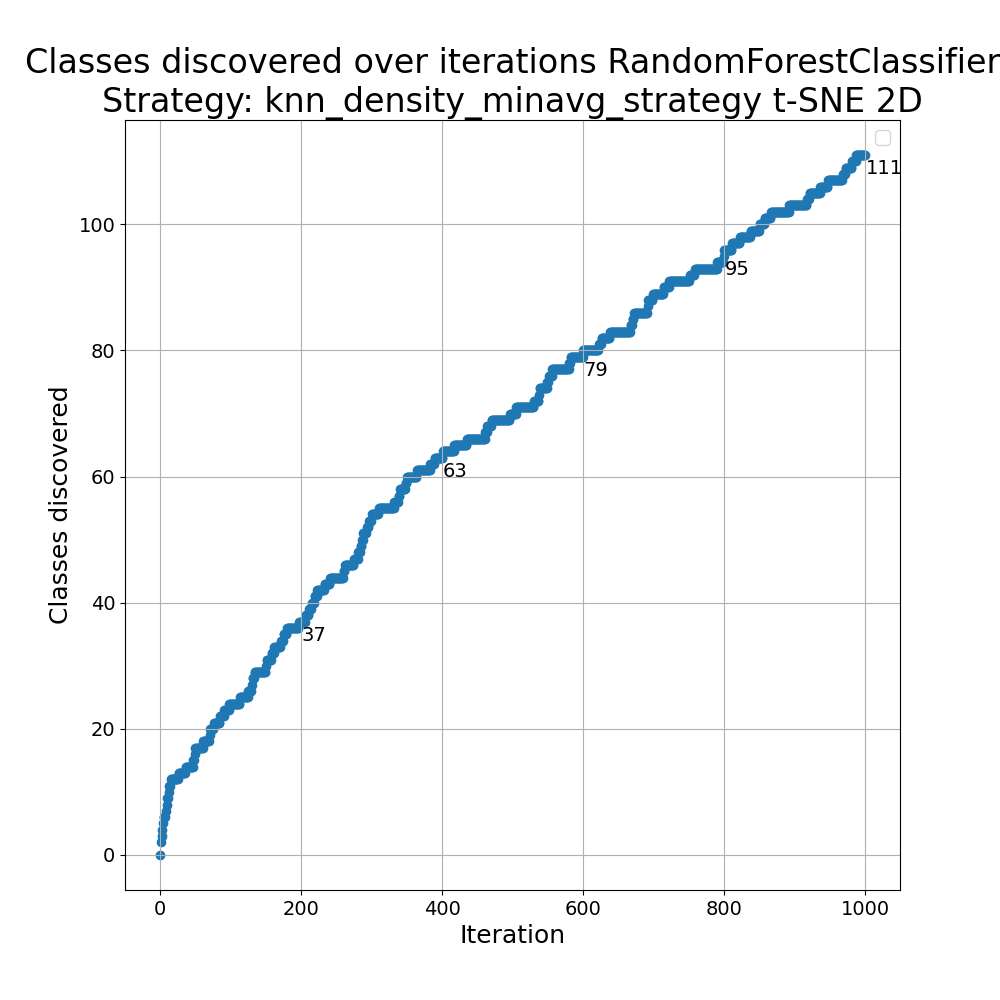 Classes discovered over iterations RandomForestClassifier
Strategy: knn_density_minavg_strategy t-SNE 2D
111
100
95
80
79
Classes discovered
60
63
40
37
20
0
0 200 400 600 800 1000
Iteration